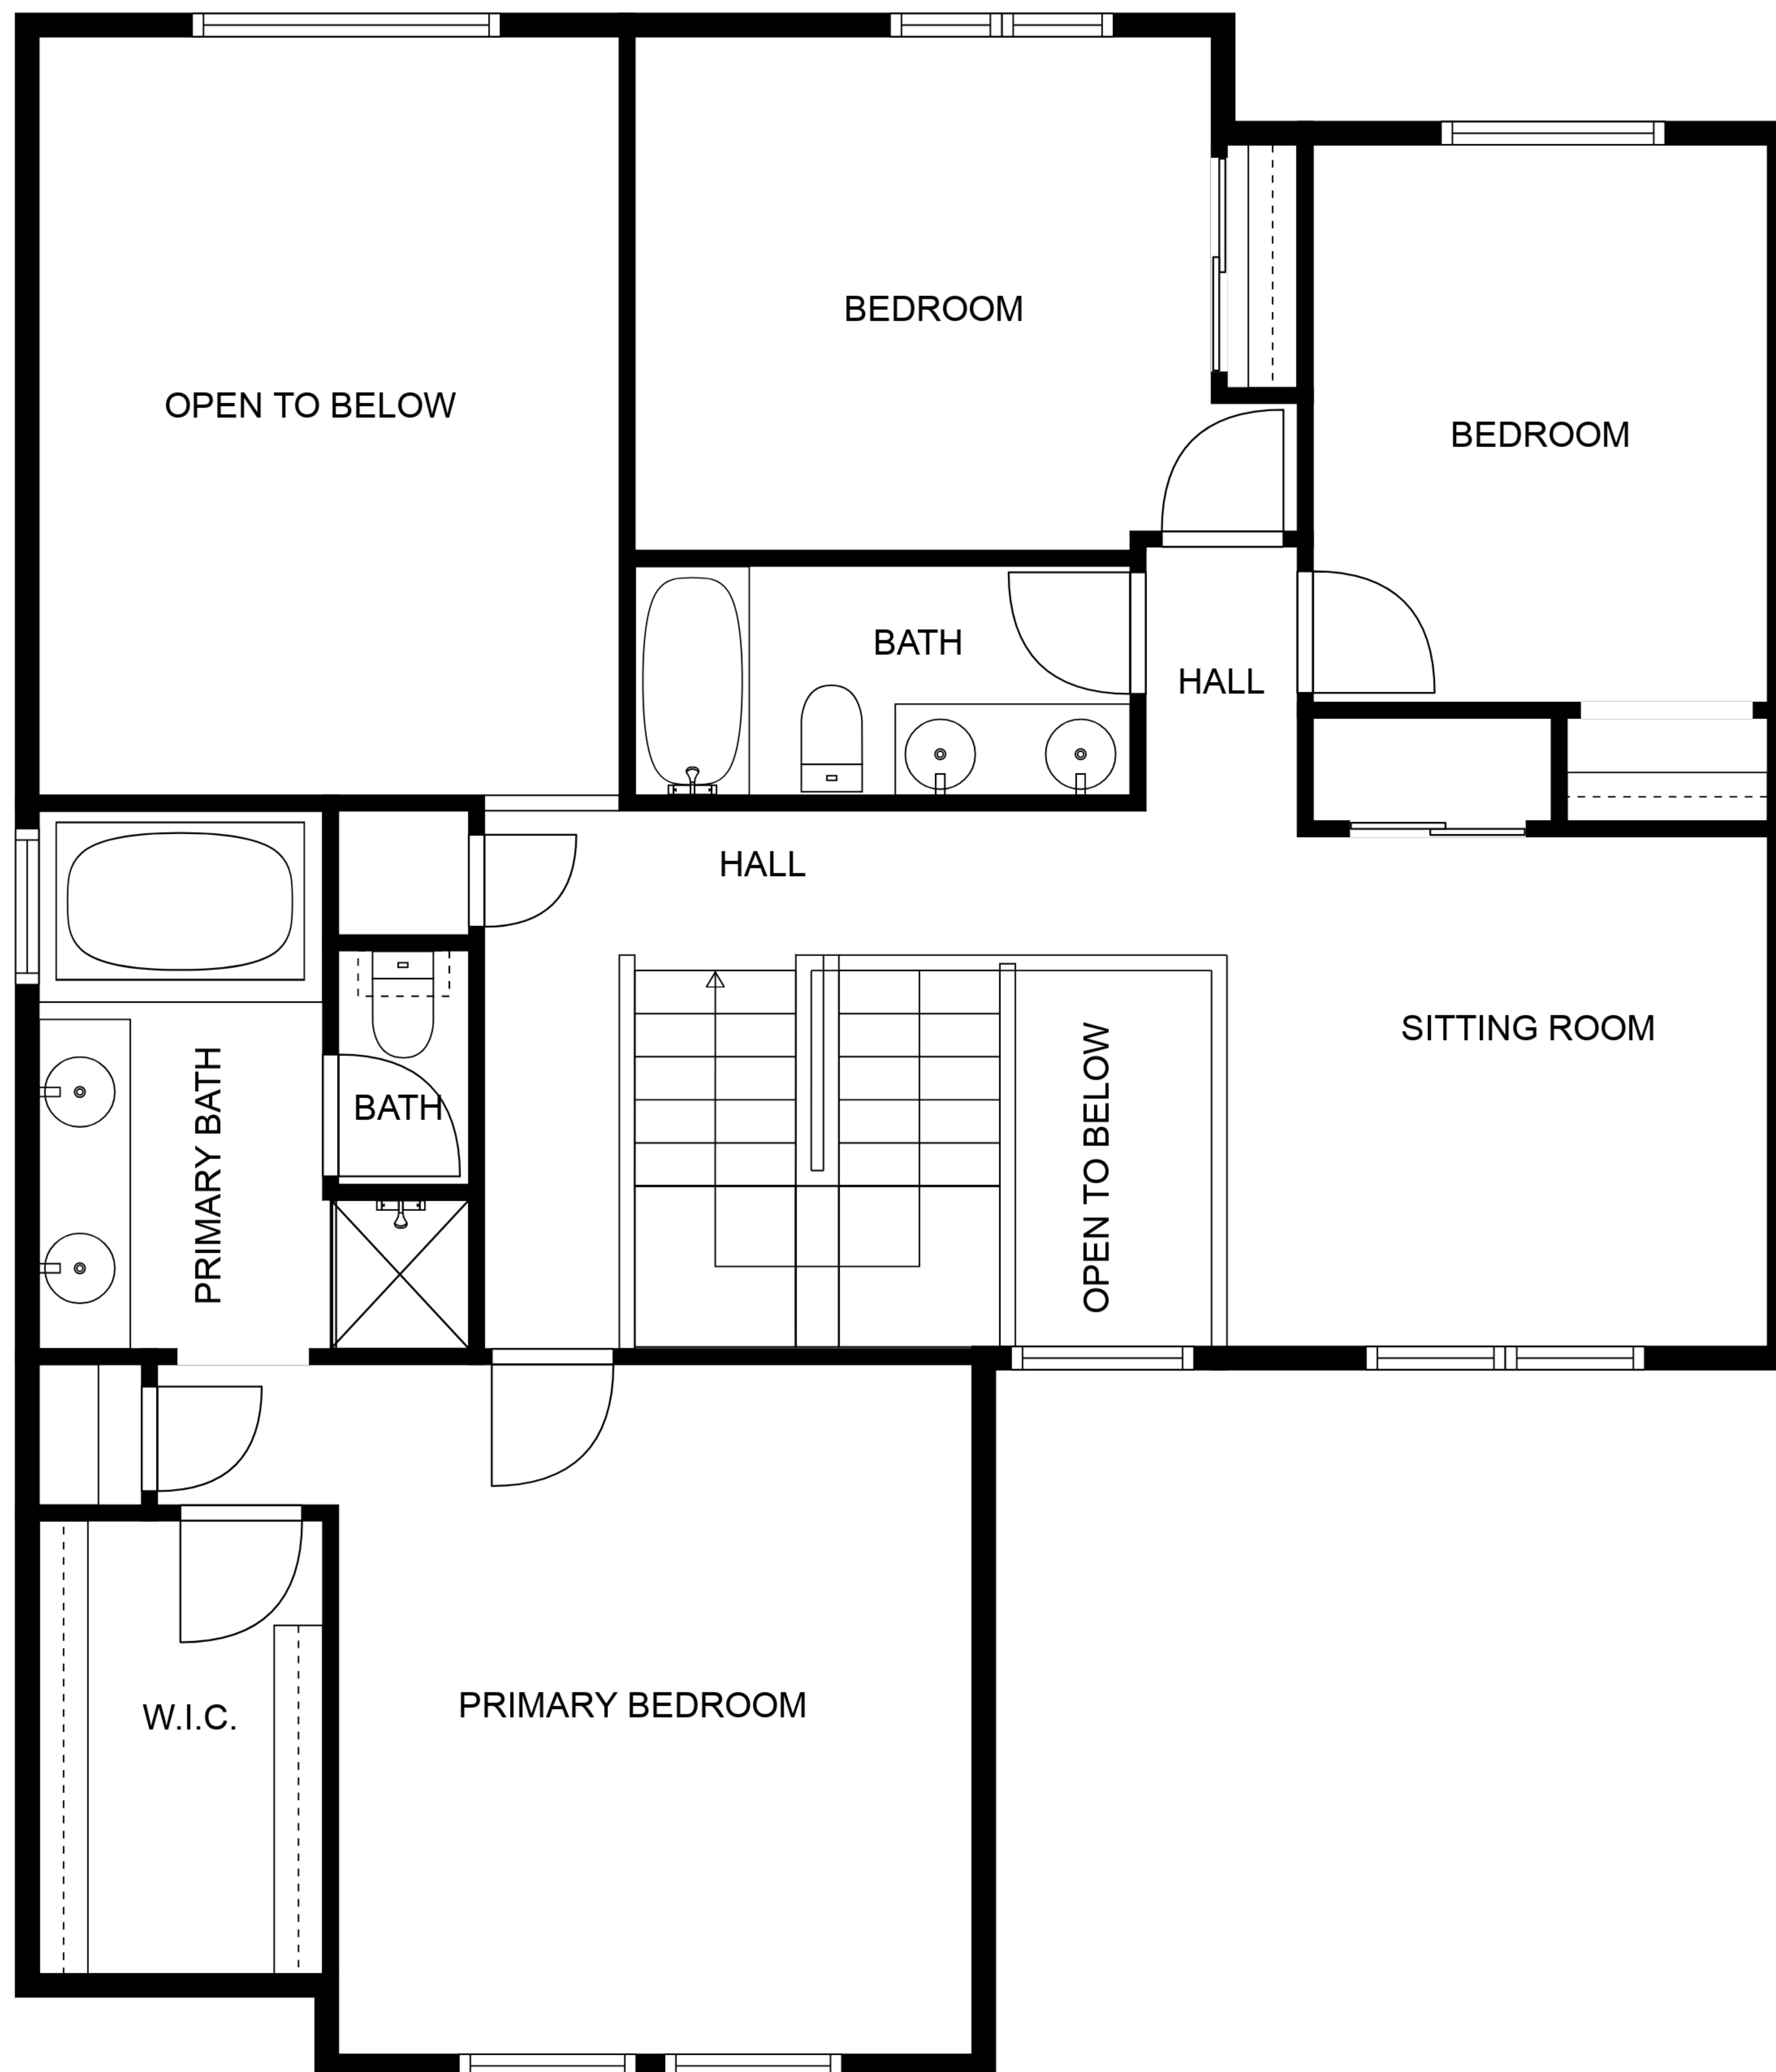 BEDROOM
OPEN TO BELOW
BEDROOM
BATH
HALL
HALL
SITTING ROOM
PRIMARY BATH
BATH
OPEN TO BELOW
W.I.C.
PRIMARY BEDROOM